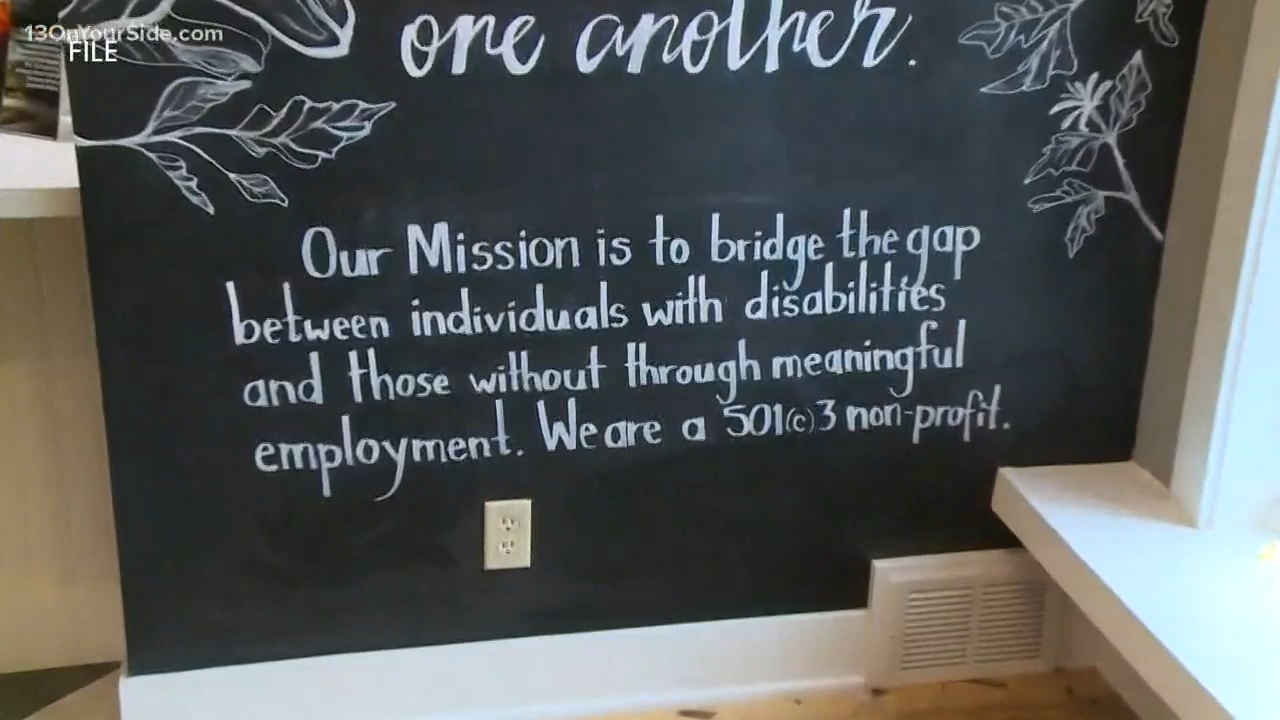 13OnYourSide.com
FILE
one another.
Our Mission is to bridge the gap
between individuals with disabilities
and those without through meaningful
employment. We are a 501(c)3 non-profit.